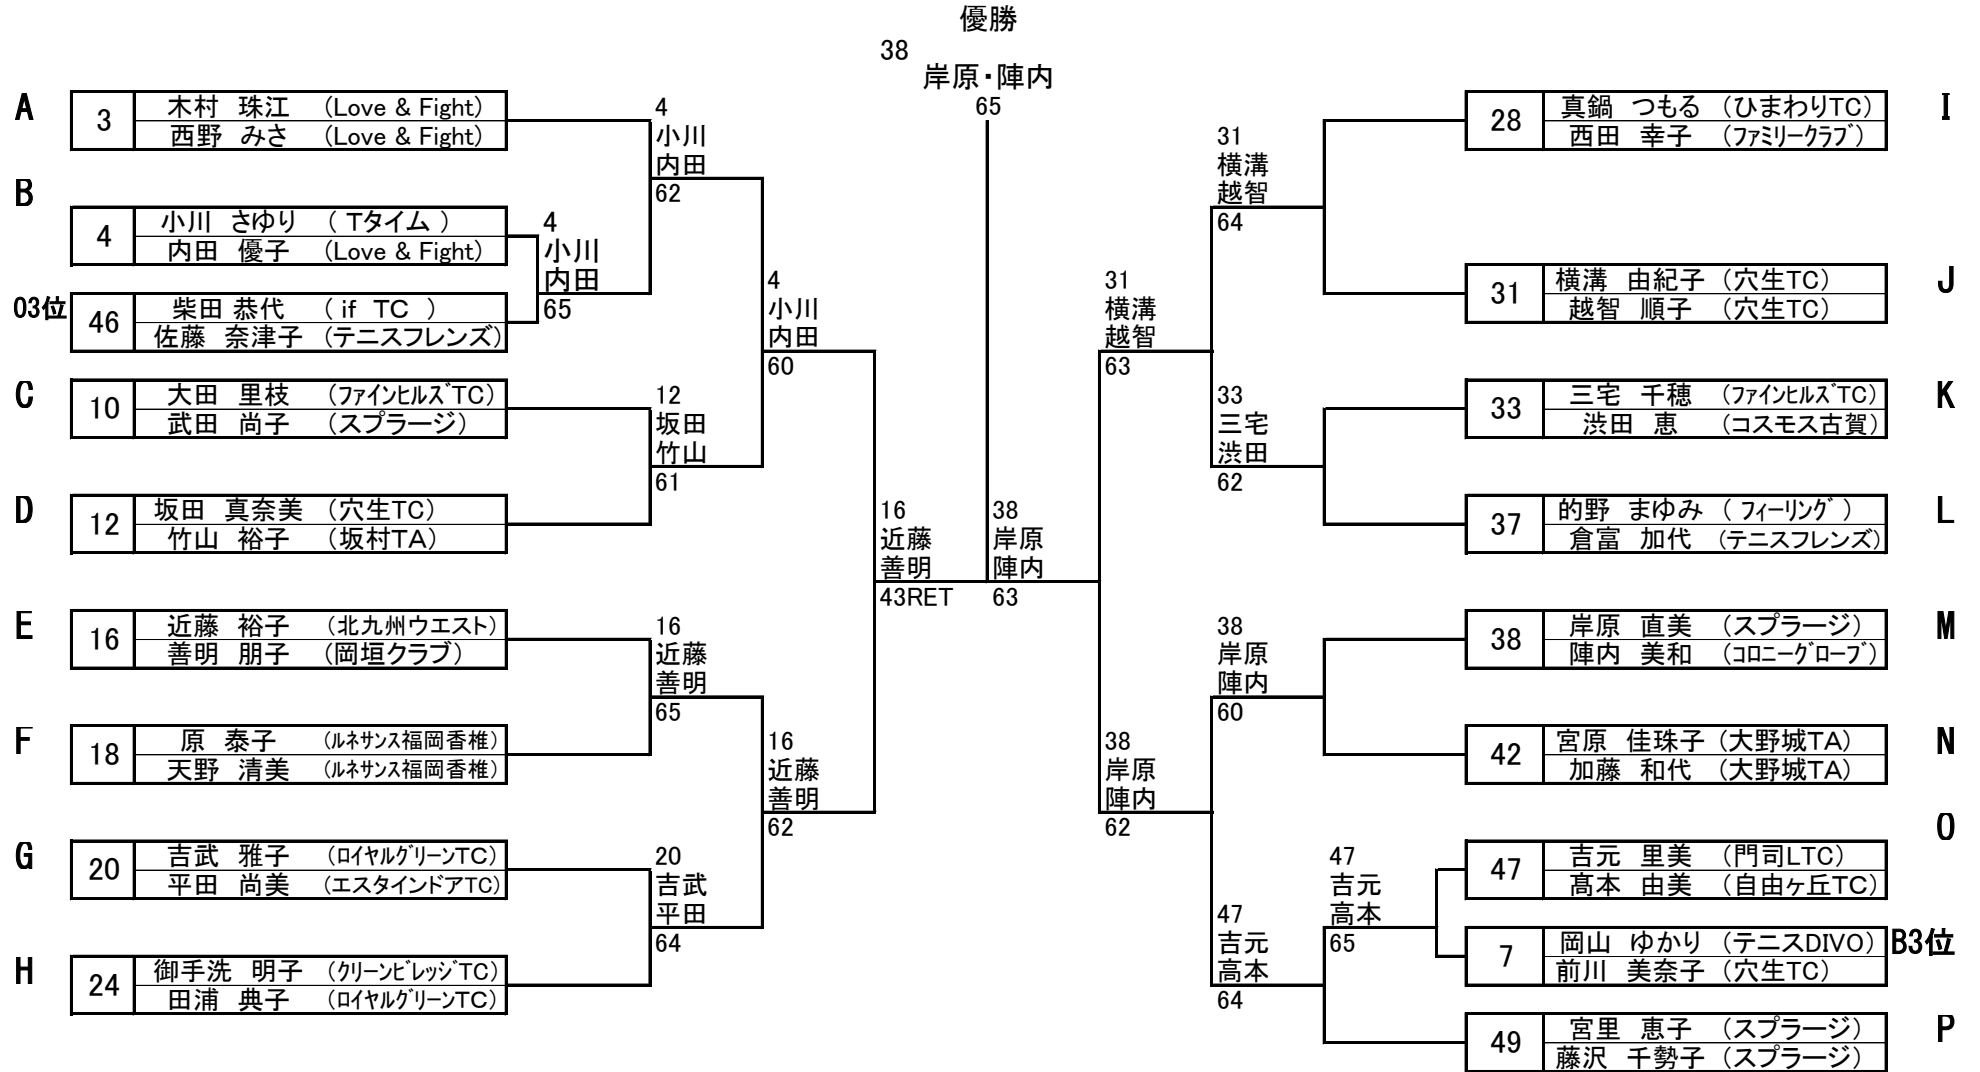 優勝
38
岸原・陣内
65
A
3
木村 珠江 (Love & Fight)
西野 みさ (Love & Fight)
B
4
小川 さゆり ( Tタイム )
内田 優子 (Love & Fight)
O3位
46
柴田 恭代 ( if TC )
佐藤 奈津子 (テニスフレンズ)
C
10
大田 里枝 (ファインヒルズTC)
武田 尚子 (スプラージ)
D
12
坂田 真奈美 (穴生TC)
竹山 裕子 (坂村TA)
E
16
近藤 裕子 (北九州ウエスト)
善明 朋子 (岡垣クラブ)
F
18
原 泰子 (ルネサンス福岡香椎)
天野 清美 (ルネサンス福岡香椎)
G
20
吉武 雅子 (ロイヤルグリーンTC)
平田 尚美 (エスタインドアTC)
H
24
御手洗 明子 (クリーンビレッジTC)
田浦 典子 (ロイヤルグリーンTC)
4
小川
内田
65
4
小川
内田
62
12
坂田
竹山
61
16
近藤
善明
65
20
吉武
平田
64
4
小川
内田
60
16
近藤
善明
62
16
近藤
善明
43RET
38
岸原
陣内
63
31
横溝
越智
63
38
岸原
陣内
62
31
横溝
越智
64
33
三宅
渋田
62
38
岸原
陣内
60
47
吉元
高本
64
47
吉元
高本
65
I
28
真鍋 つもる (ひまわりTC)
西田 幸子 (ファミリークラブ)
J
31
横溝 由紀子 (穴生TC)
越智 順子 (穴生TC)
K
33
三宅 千穂 (ファインヒルズTC)
渋田 恵 (コスモス古賀)
L
37
的野 まゆみ ( フィーリング )
倉富 加代 (テニスフレンズ)
M
38
岸原 直美 (スプラージ)
陣内 美和 (コロニーグローブ)
N
42
宮原 佳珠子 (大野城TA)
加藤 和代 (大野城TA)
O
47
吉元 里美 (門司LTC)
髙本 由美 (自由ヶ丘TC)
B3位
7
岡山 ゆかり (テニスDIVO)
前川 美奈子 (穴生TC)
P
49
宮里 恵子 (スプラージ)
藤沢 千勢子 (スプラージ)